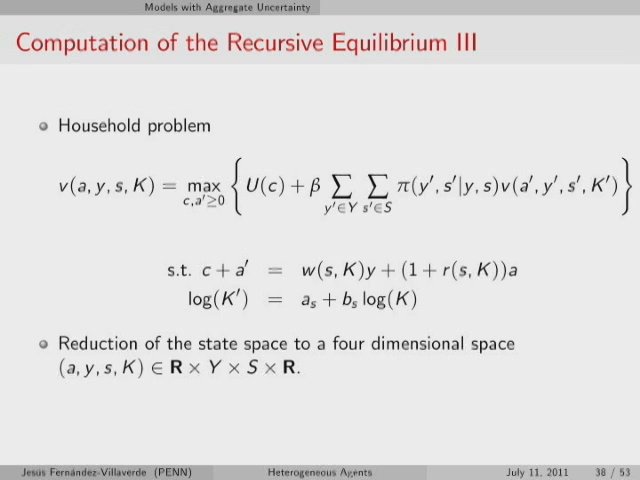 Models with Aggregate Uncertainty
Computation of the Recursive Equilibrium III
Household problem
v(a, y, s, K) = max_{c,a′≥0} { U(c) + β ∑_{y′∈Y} ∑_{s′∈S} π(y′, s′|y, s)v(a′, y′, s′, K′) }
s.t. c + a′ = w(s, K)y + (1 + r(s, K))a
log(K′) = a_s + b_s log(K)
Reduction of the state space to a four dimensional space
(a, y, s, K) ∈ R × Y × S × R.
Jesús Fernández-Villaverde (PENN) Heterogeneous Agents July 11, 2011 38 / 53